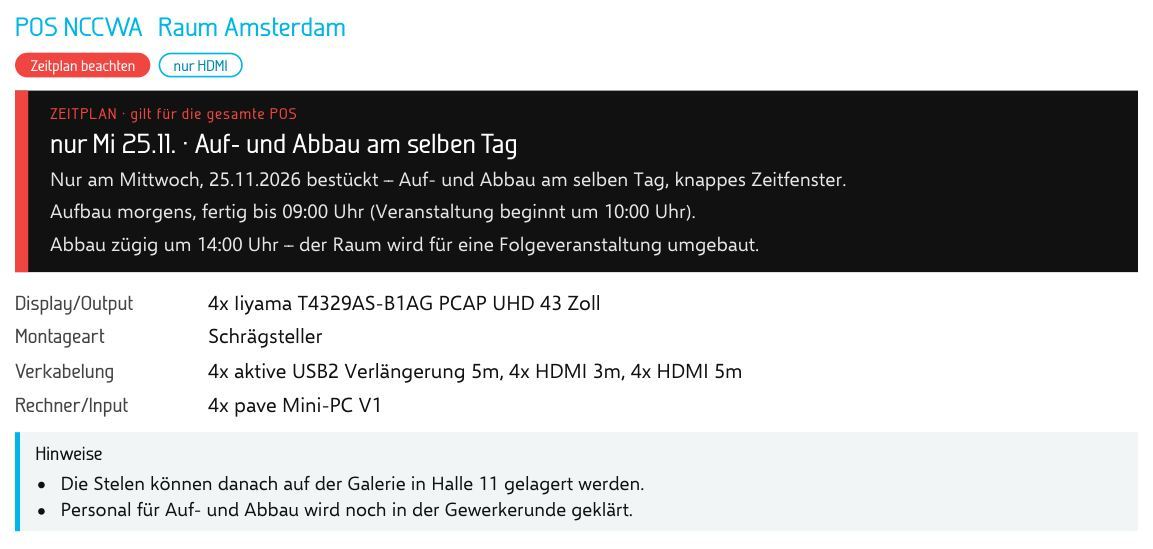 POS NCCWA Raum Amsterdam
Zeitplan beachten nur HDMI
ZEITPLAN · gilt für die gesamte POS
nur Mi 25.11. · Auf- und Abbau am selben Tag
Nur am Mittwoch, 25.11.2026 bestückt – Auf- und Abbau am selben Tag, knappes Zeitfenster.
Aufbau morgens, fertig bis 09:00 Uhr (Veranstaltung beginnt um 10:00 Uhr).
Abbau zügig um 14:00 Uhr – der Raum wird für eine Folgeveranstaltung umgebaut.
Display/Output 4x Iiyama T4329AS-B1AG PCAP UHD 43 Zoll
Montageart Schrägsteller
Verkabelung 4x aktive USB2 Verlängerung 5m, 4x HDMI 3m, 4x HDMI 5m
Rechner/Input 4x pave Mini-PC V1
Hinweise
• Die Stelen können danach auf der Galerie in Halle 11 gelagert werden.
• Personal für Auf- und Abbau wird noch in der Gewerkerunde geklärt.